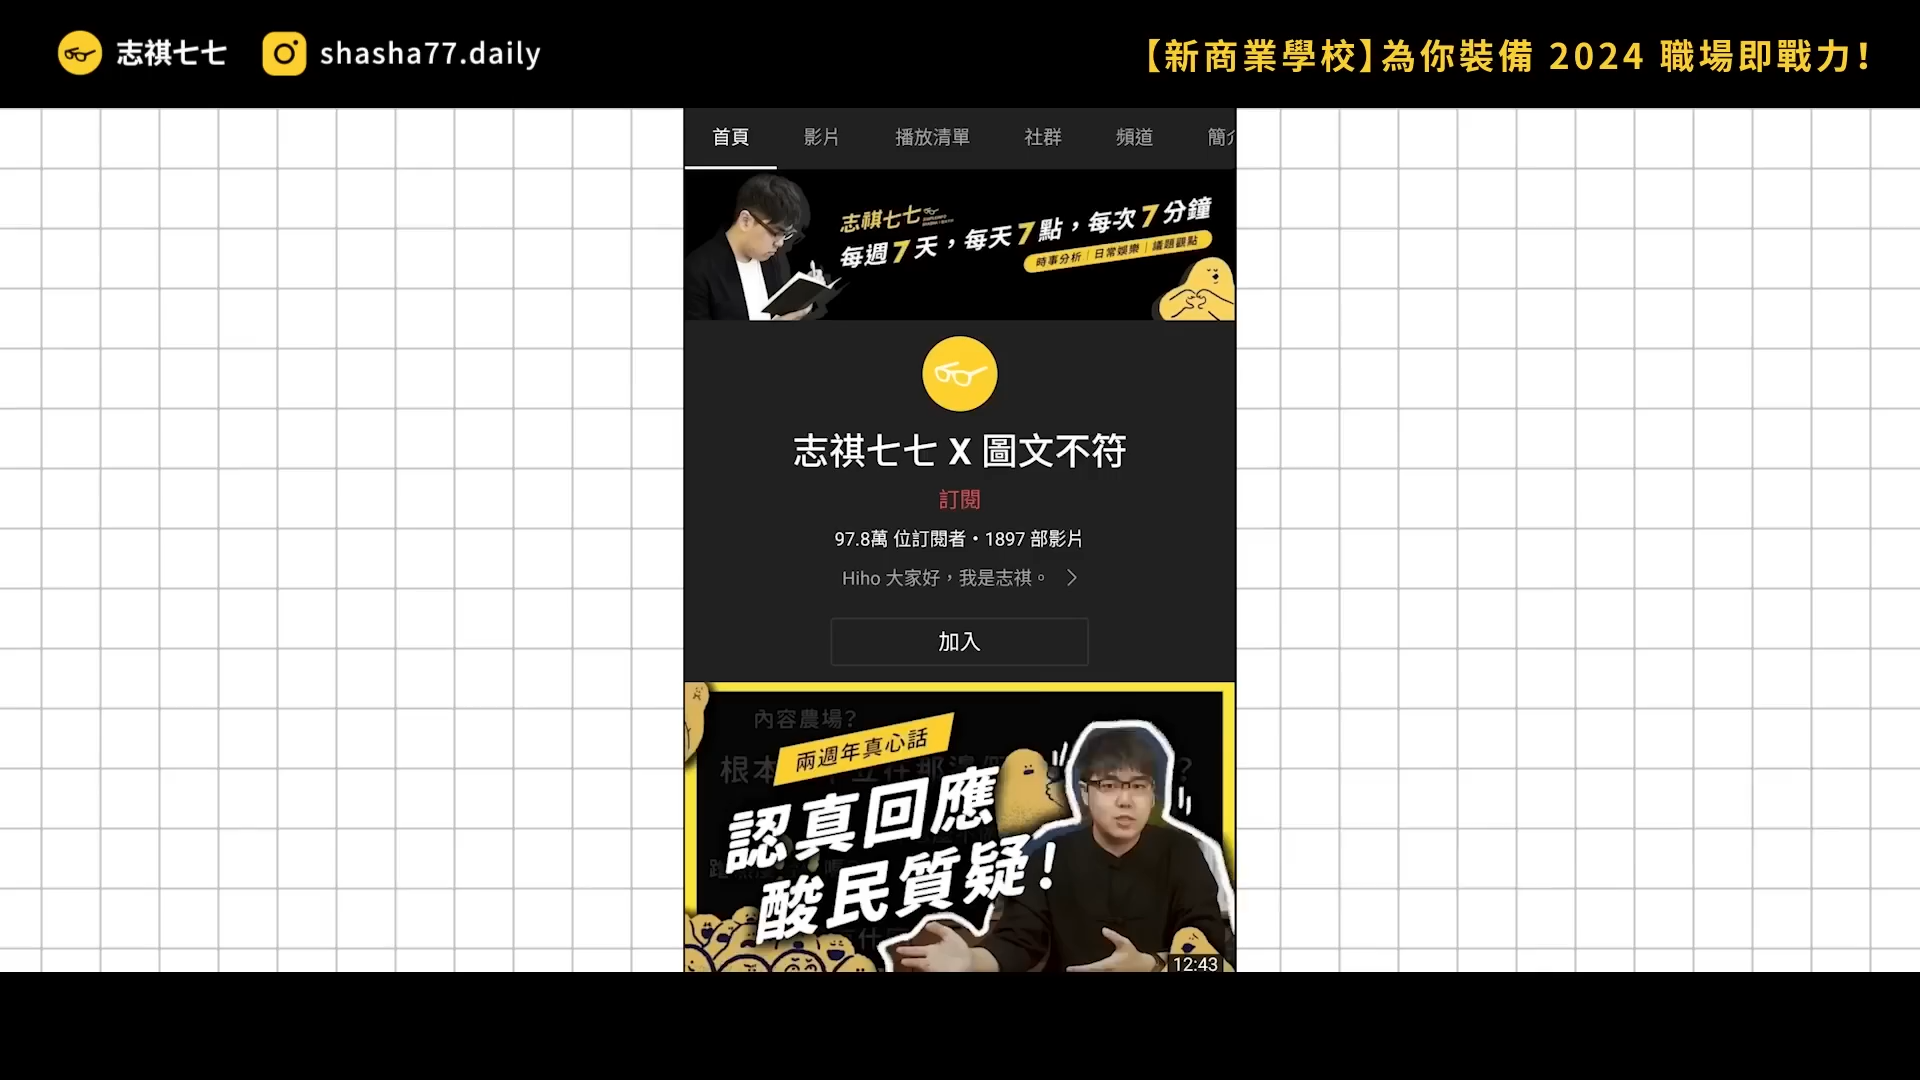 志祺七七
shasha77.daily
【新商業學校】為你裝備 2024 職場即戰力！
首頁
影片
播放清單
社群
頻道
簡介
志祺七七
每週7天，每天7點，每次7分鐘
時事分析｜日常娛樂｜議題觀點
志祺七七 X 圖文不符
訂閱
97.8萬 位訂閱者・1897 部影片
Hiho 大家好，我是志祺。
加入
內容農場？
兩週年真心話
根本
認真回應
酸民質疑！
12:43